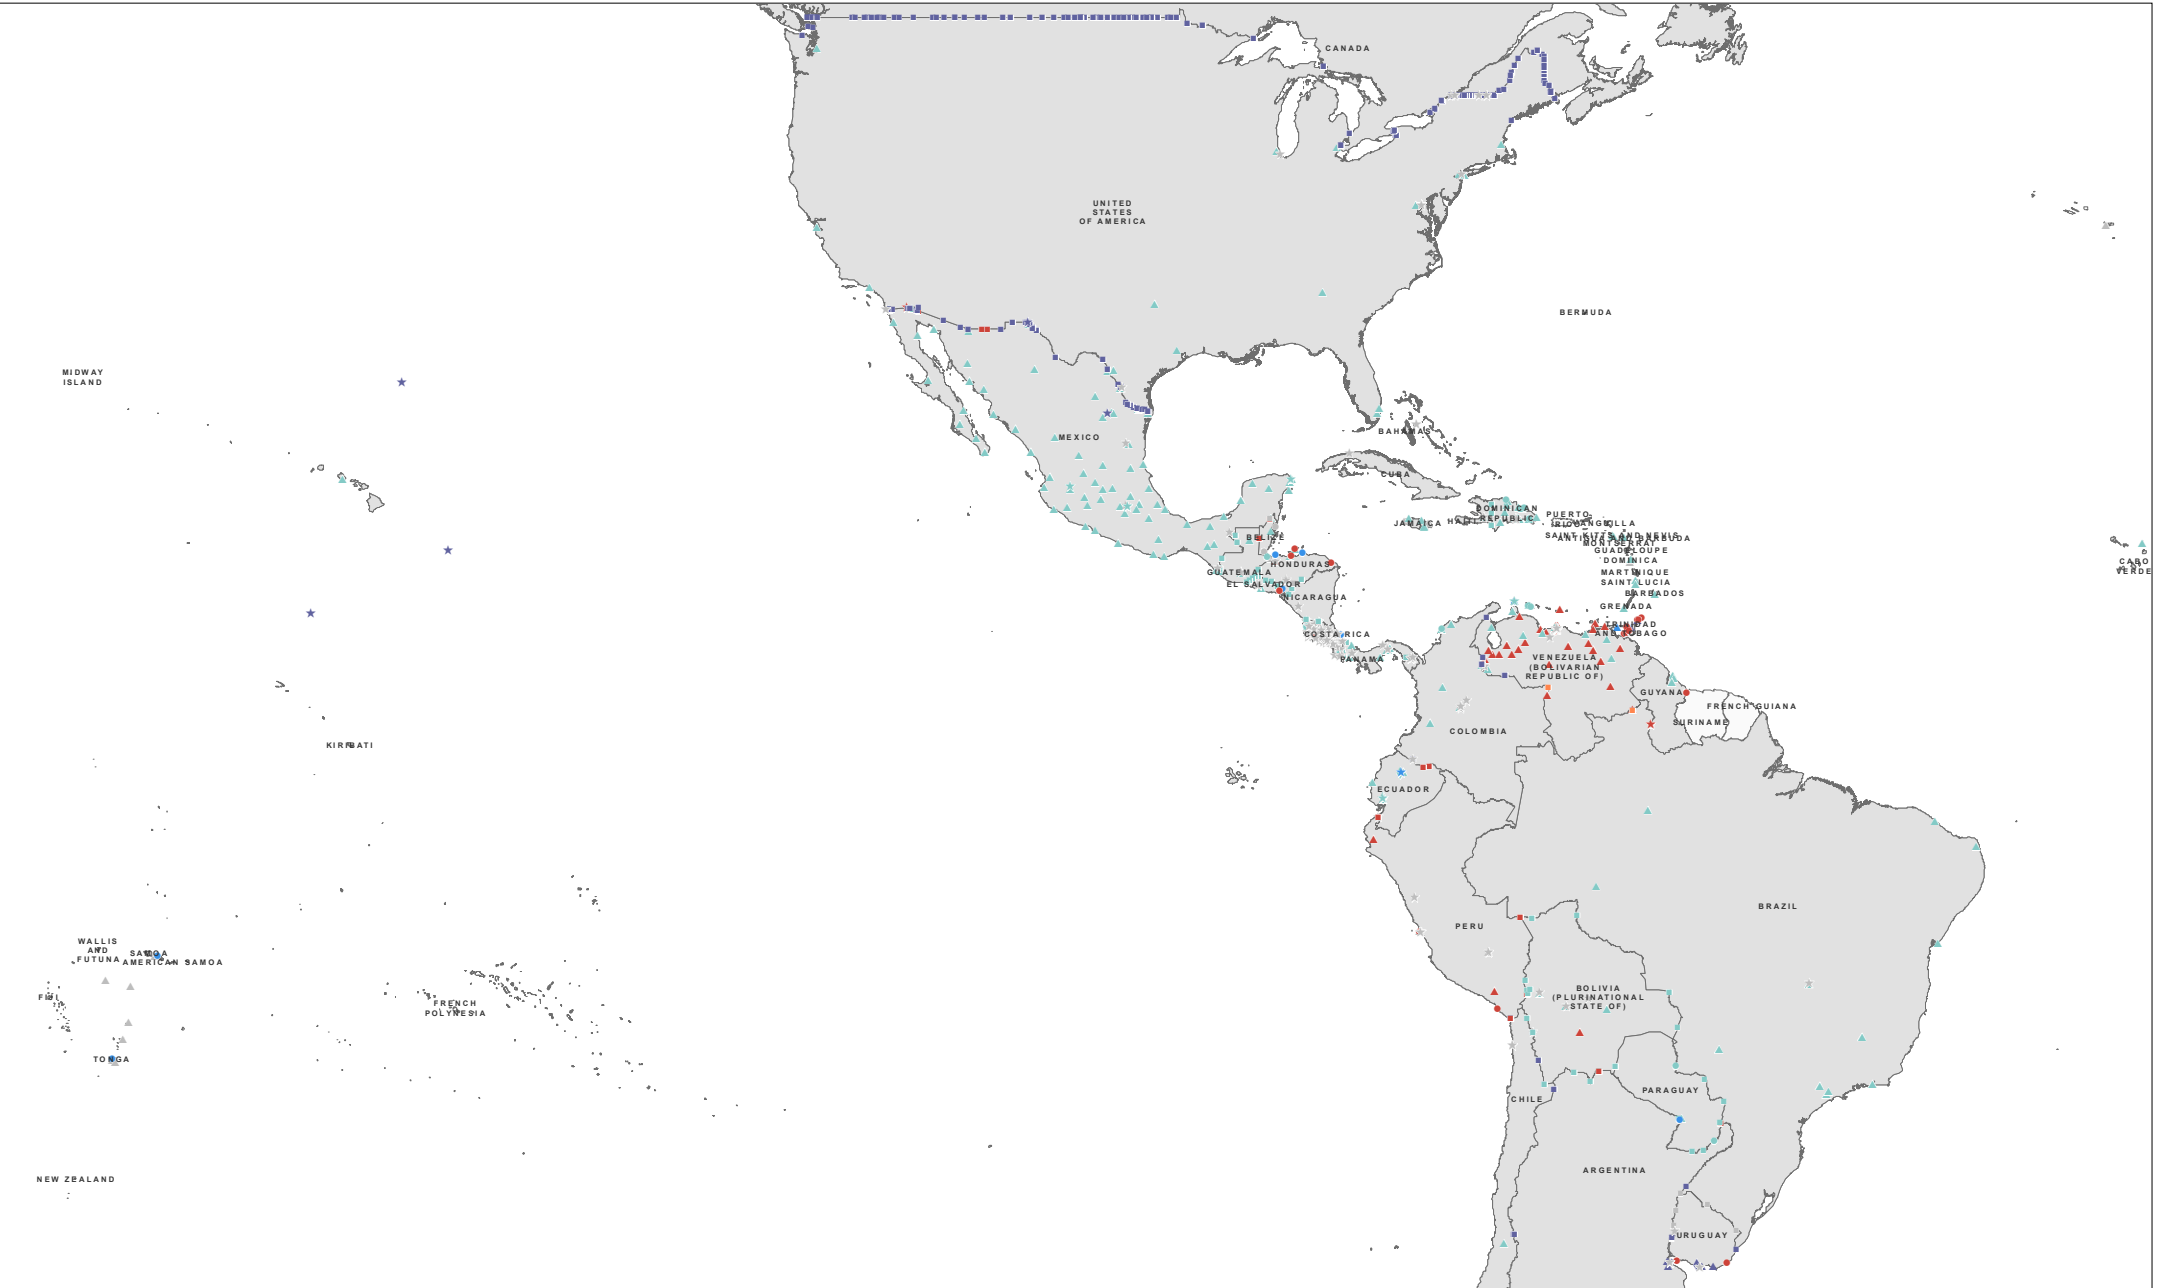 CANADA
UNITED
STATES
OF AMERICA
BERMUDA
MIDWAY
ISLAND
MEXICO
BAHAMAS
CUBA
DOMINICAN
REPUBLIC
HAITI
JAMAICA
PUERTO
RICO
ANGUILLA
SAINT KITTS AND NEVIS
ANTIGUA AND BARBUDA
MONTSERRAT
GUADELOUPE
DOMINICA
MARTINIQUE
SAINT LUCIA
BARBADOS
GRENADA
TRINIDAD
AND TOBAGO
BELIZE
HONDURAS
GUATEMALA
EL SALVADOR
NICARAGUA
COSTA RICA
PANAMA
CABO
VERDE
VENEZUELA
(BOLIVARIAN
REPUBLIC OF)
GUYANA
FRENCH GUIANA
SURINAME
COLOMBIA
KIRIBATI
ECUADOR
BRAZIL
PERU
WALLIS
AND
FUTUNA
SAMOA
AMERICAN SAMOA
FIJI
FRENCH
POLYNESIA
BOLIVIA
(PLURINATIONAL
STATE OF)
TONGA
PARAGUAY
CHILE
ARGENTINA
NEW ZEALAND
URUGUAY